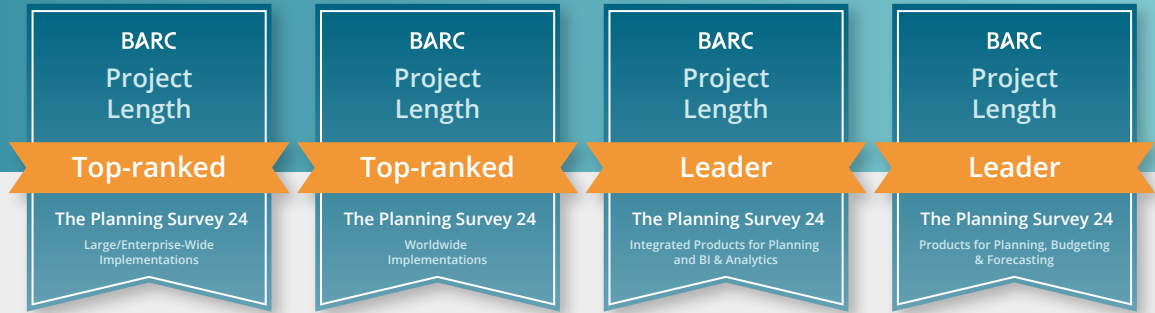 BARC
Project
Length
Top-ranked
The Planning Survey 24
Large/Enterprise-Wide
Implementations
BARC
Project
Length
Top-ranked
The Planning Survey 24
Worldwide
Implementations
BARC
Project
Length
Leader
The Planning Survey 24
Integrated Products for Planning
and BI & Analytics
BARC
Project
Length
Leader
The Planning Survey 24
Products for Planning, Budgeting
& Forecasting